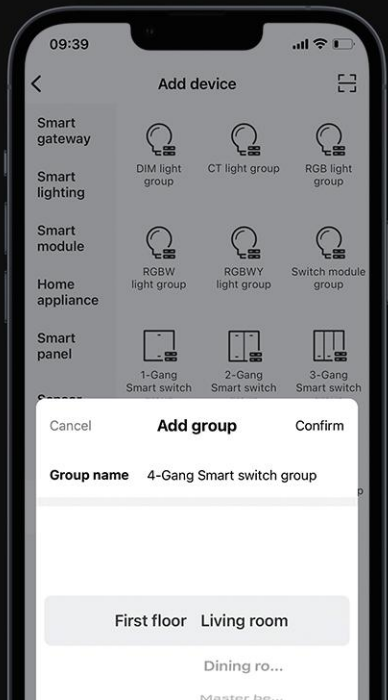 09:39
Add device
Smart
gateway
Smart
lighting
Smart
module
Home
appliance
Smart
panel
DIM light
group
CT light group
RGB light
group
RGBW
light group
RGBWY
light group
Switch module
group
1-Gang
Smart switch
2-Gang
Smart switch
3-Gang
Smart switch
Cancel
Add group
Confirm
Group name
4-Gang Smart switch group
First floor
Living room
Dining ro...